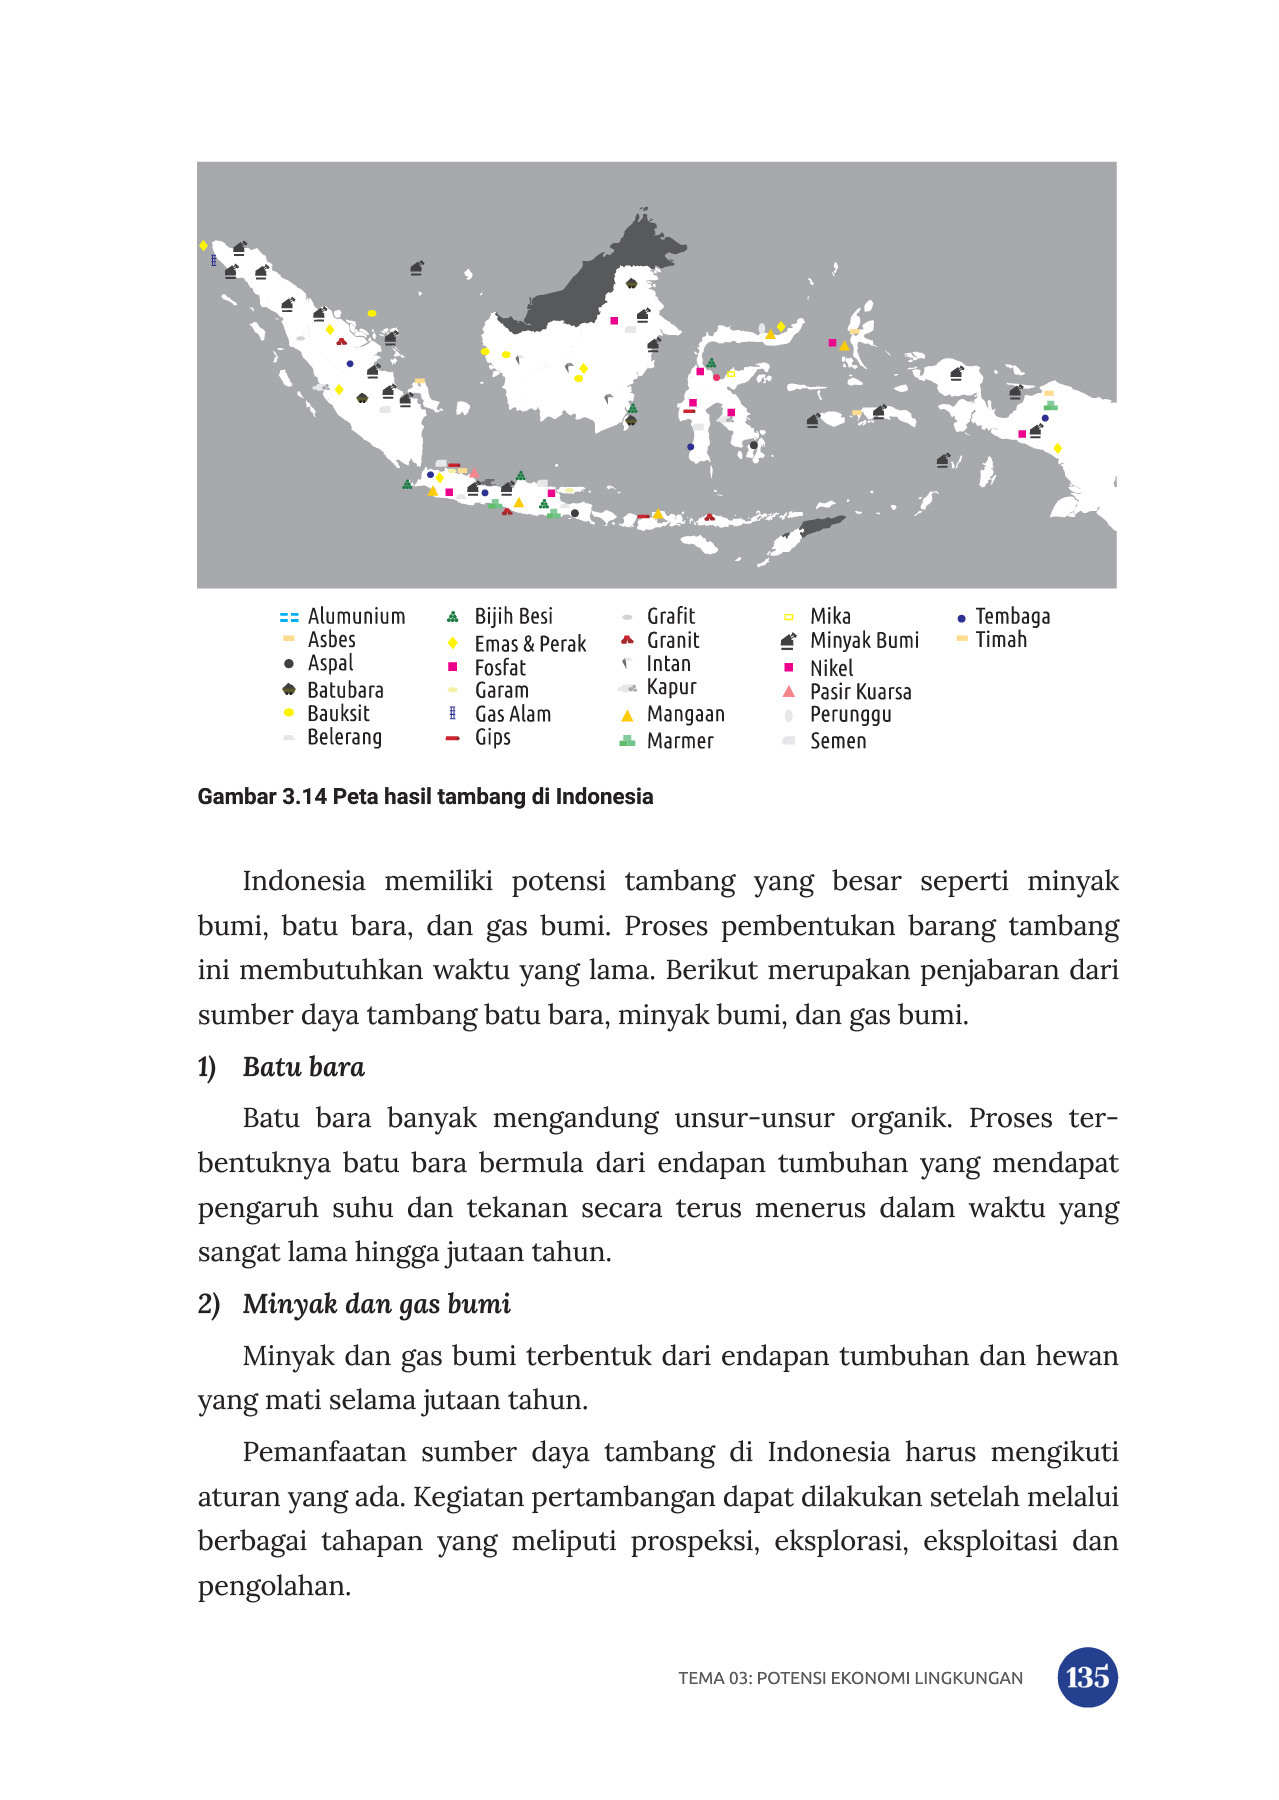 Alumunium
Asbes
Aspal
Batubara
Bauksit
Belerang
Bijih Besi
Emas & Perak
Fosfat
Garam
Gas Alam
Gips
Grafit
Granit
Intan
Kapur
Mangaan
Marmer
Mika
Minyak Bumi
Nikel
Pasir Kuarsa
Perunggu
Semen
Tembaga
Timah
Gambar 3.14 Peta hasil tambang di Indonesia
Indonesia memiliki potensi tambang yang besar seperti minyak
bumi, batu bara, dan gas bumi. Proses pembentukan barang tambang
ini membutuhkan waktu yang lama. Berikut merupakan penjabaran dari
sumber daya tambang batu bara, minyak bumi, dan gas bumi.
1) Batu bara
Batu bara banyak mengandung unsur-unsur organik. Proses ter-
bentuknya batu bara bermula dari endapan tumbuhan yang mendapat
pengaruh suhu dan tekanan secara terus menerus dalam waktu yang
sangat lama hingga jutaan tahun.
2) Minyak dan gas bumi
Minyak dan gas bumi terbentuk dari endapan tumbuhan dan hewan
yang mati selama jutaan tahun.
Pemanfaatan sumber daya tambang di Indonesia harus mengikuti
aturan yang ada. Kegiatan pertambangan dapat dilakukan setelah melalui
berbagai tahapan yang meliputi prospeksi, eksplorasi, eksploitasi dan
pengolahan.
TEMA 03: POTENSI EKONOMI LINGKUNGAN
135